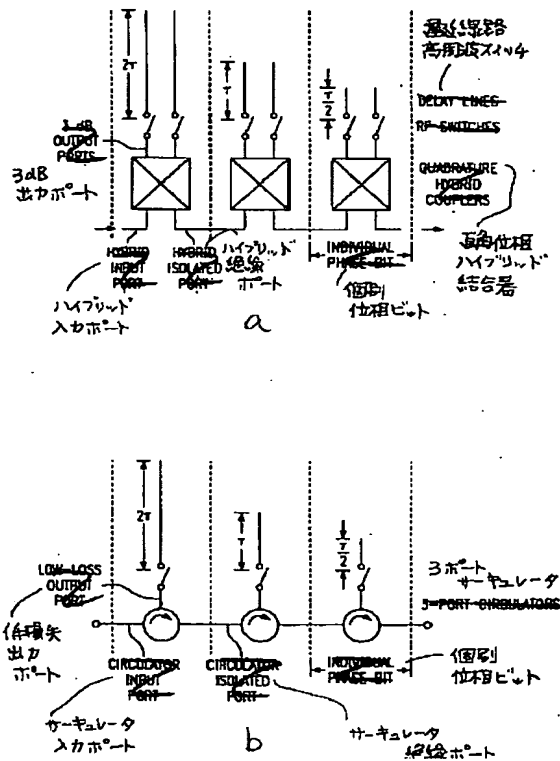 遅延線路
高周波スイッチ
2τ
τ
τ/2
DELAY LINES
RF SWITCHES
3 dB
OUTPUT
PORTS
3dB
出力ポート
QUADRATURE
HYBRID
COUPLERS
直角位相
ハイブリッド
結合器
HYBRID
INPUT
PORT
HYBRID
ISOLATED
PORT
ハイブリッド
絶縁
ポート
INDIVIDUAL
PHASE BIT
個別
位相ビット
ハイブリッド
入力ポート
a
2τ
τ
τ/2
LOW-LOSS
OUTPUT
PORT
低損失
出力
ポート
3ポート
サーキュレータ
3-PORT CIRCULATORS
CIRCULATOR
INPUT
PORT
CIRCULATOR
ISOLATED
PORT
INDIVIDUAL
PHASE BIT
個別
位相ビット
サーキュレータ
入力ポート
サーキュレータ
絶縁ポート
b